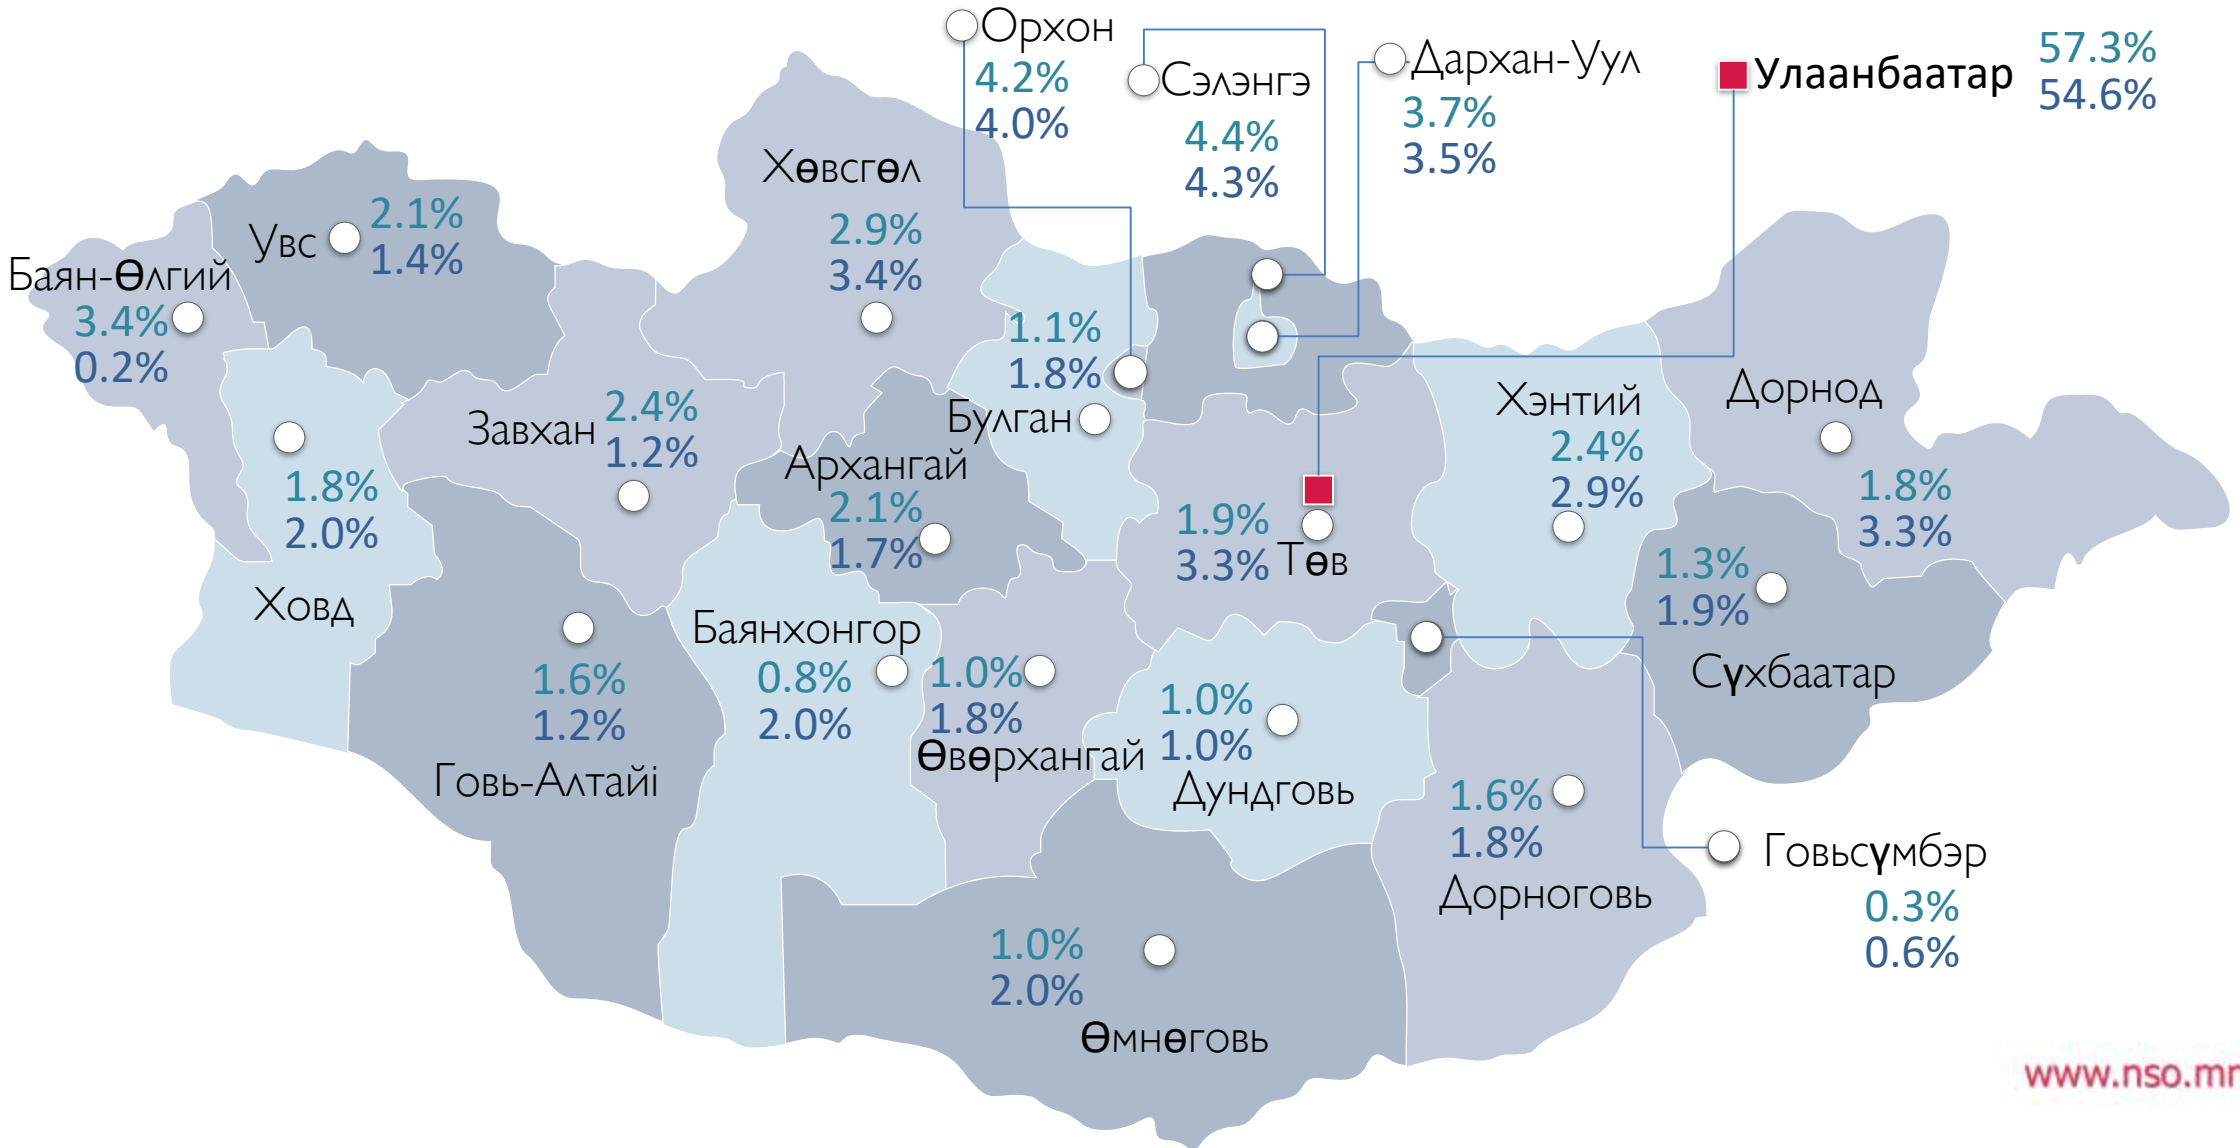 Орхон
4.2%
4.0%
Сэлэнгэ
4.4%
4.3%
Дархан-Уул
3.7%
3.5%
Улаанбаатар
57.3%
54.6%
Хөвсгөл
2.9%
3.4%
Увс
2.1%
1.4%
Баян-Өлгий
3.4%
0.2%
1.1%
1.8%
Булган
Завхан
2.4%
1.2%
Архангай
2.1%
1.7%
Хэнтий
2.4%
2.9%
Дорнод
1.8%
3.3%
1.8%
2.0%
Ховд
1.9%
3.3%
Төв
1.3%
1.9%
Сүхбаатар
Баянхонгор
0.8%
2.0%
1.0%
1.8%
Өвөрхангай
1.6%
1.2%
Говь-Алтайі
1.0%
1.0%
Дундговь
1.6%
1.8%
Дорноговь
Говьсүмбэр
0.3%
0.6%
1.0%
2.0%
Өмнөговь
www.nso.mn